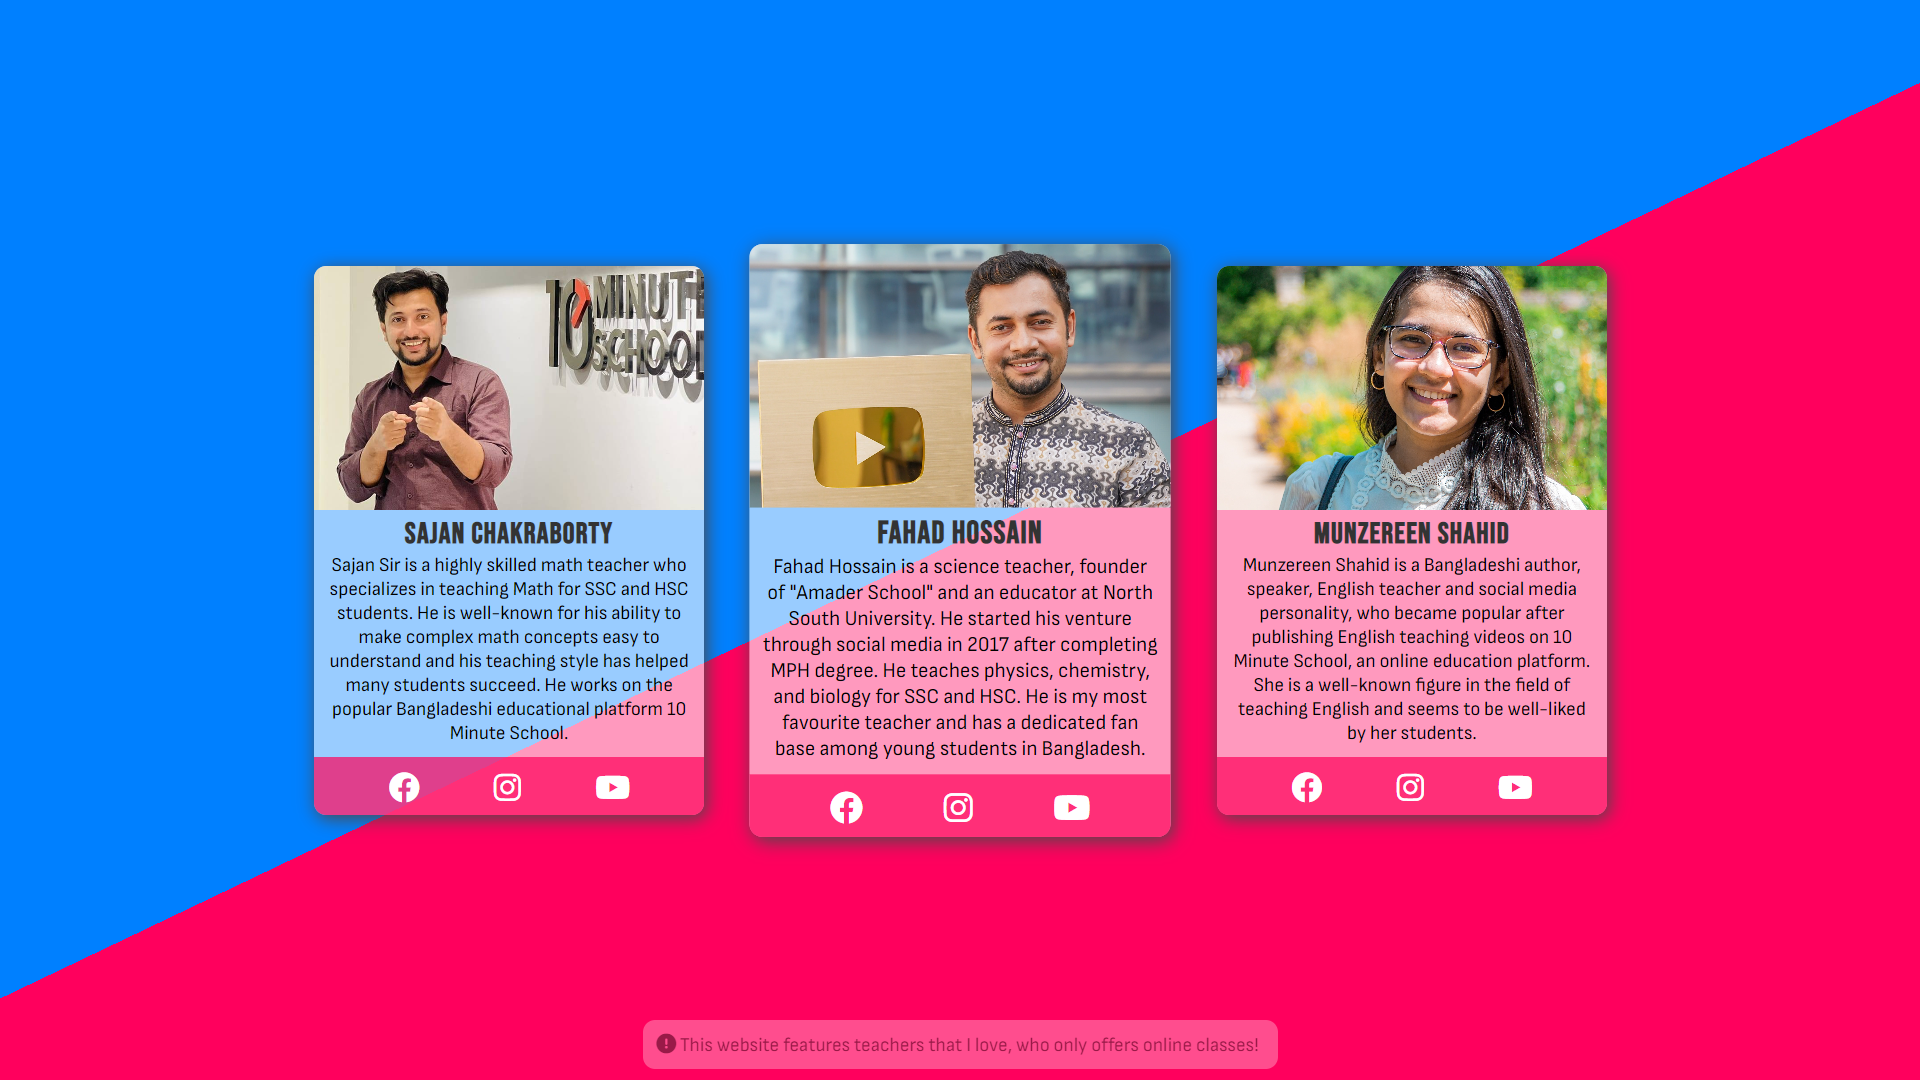 10 MINUTE
SCHOOL
SAJAN CHAKRABORTY
Sajan Sir is a highly skilled math teacher who
specializes in teaching Math for SSC and HSC
students. He is well-known for his ability to
make complex math concepts easy to
understand and his teaching style has helped
many students succeed. He works on the
popular Bangladeshi educational platform 10
Minute School.
FAHAD HOSSAIN
Fahad Hossain is a science teacher, founder
of "Amader School" and an educator at North
South University. He started his venture
through social media in 2017 after completing
MPH degree. He teaches physics, chemistry,
and biology for SSC and HSC. He is my most
favourite teacher and has a dedicated fan
base among young students in Bangladesh.
MUNZEREEN SHAHID
Munzereen Shahid is a Bangladeshi author,
speaker, English teacher and social media
personality, who became popular after
publishing English teaching videos on 10
Minute School, an online education platform.
She is a well-known figure in the field of
teaching English and seems to be well-liked
by her students.
This website features teachers that I love, who only offers online classes!